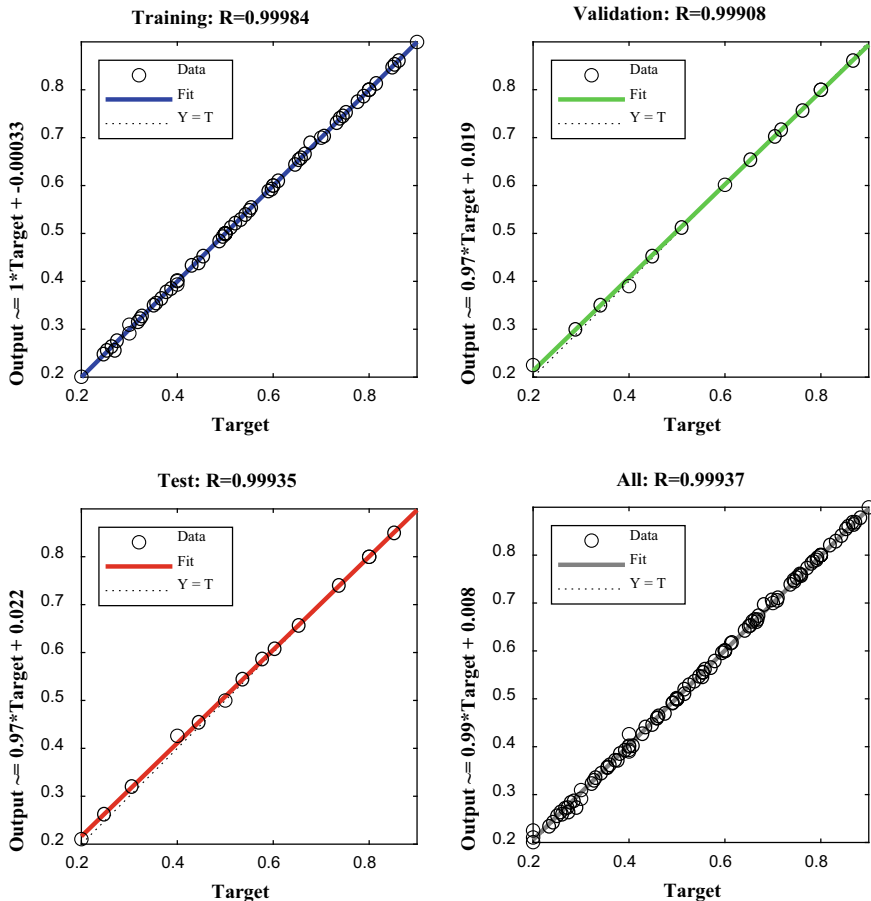 Training: R=0.99984
Output ~= 1*Target + -0.00033
0.8
0.7
0.6
0.5
0.4
0.3
0.2
Data
Fit
Y = T
0.2
0.4
0.6
0.8
Target
Validation: R=0.99908
Output ~= 0.97*Target + 0.019
0.8
0.7
0.6
0.5
0.4
0.3
0.2
Data
Fit
Y = T
0.2
0.4
0.6
0.8
Target
Test: R=0.99935
Output ~= 0.97*Target + 0.022
0.8
0.7
0.6
0.5
0.4
0.3
0.2
Data
Fit
Y = T
0.2
0.4
0.6
0.8
Target
All: R=0.99937
Output ~= 0.99*Target + 0.008
0.8
0.7
0.6
0.5
0.4
0.3
0.2
Data
Fit
Y = T
0.2
0.4
0.6
0.8
Target